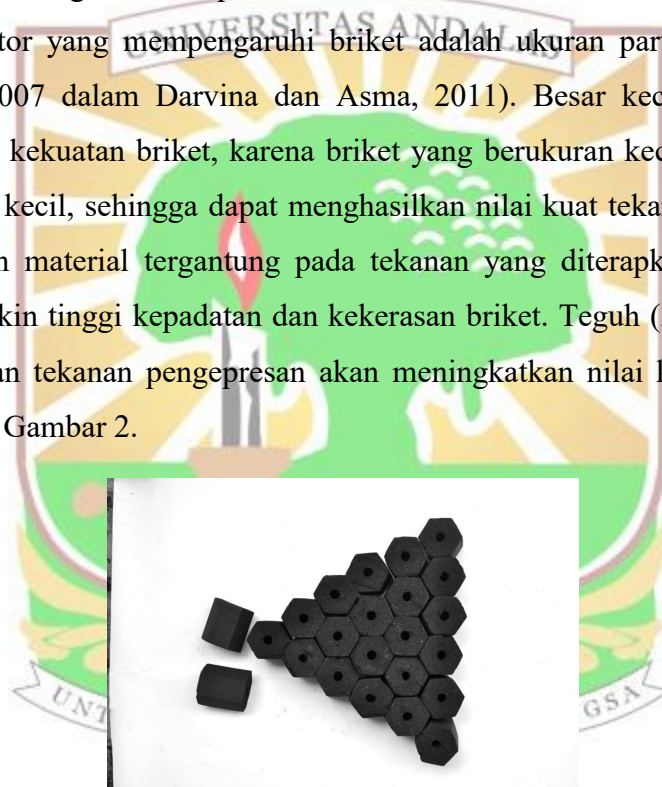 UNIVERSITAS ANDALAS
tor yang mempengaruhi briket adalah ukuran par
007 dalam Darvina dan Asma, 2011). Besar kec
kekuatan briket, karena briket yang berukuran kec
kecil, sehingga dapat menghasilkan nilai kuat teka
n material tergantung pada tekanan yang diterapk
kin tinggi kepadatan dan kekerasan briket. Teguh (
an tekanan pengepresan akan meningkatkan nilai
Gambar 2.
UNT
GSA